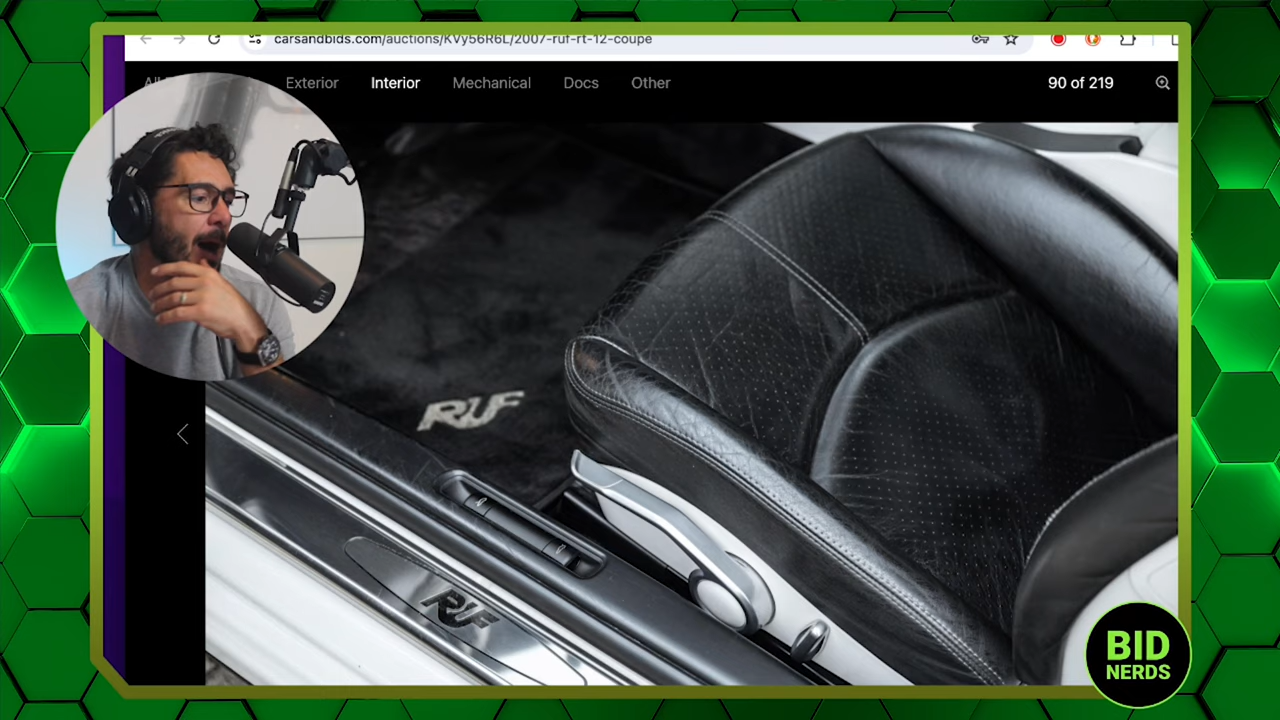 carsandbids.com/auctions/KVy56R6L/2007-ruf-rt-12-coupe
All
Exterior
Interior
Mechanical
Docs
Other
90 of 219
RUF
RUF
BID
NERDS